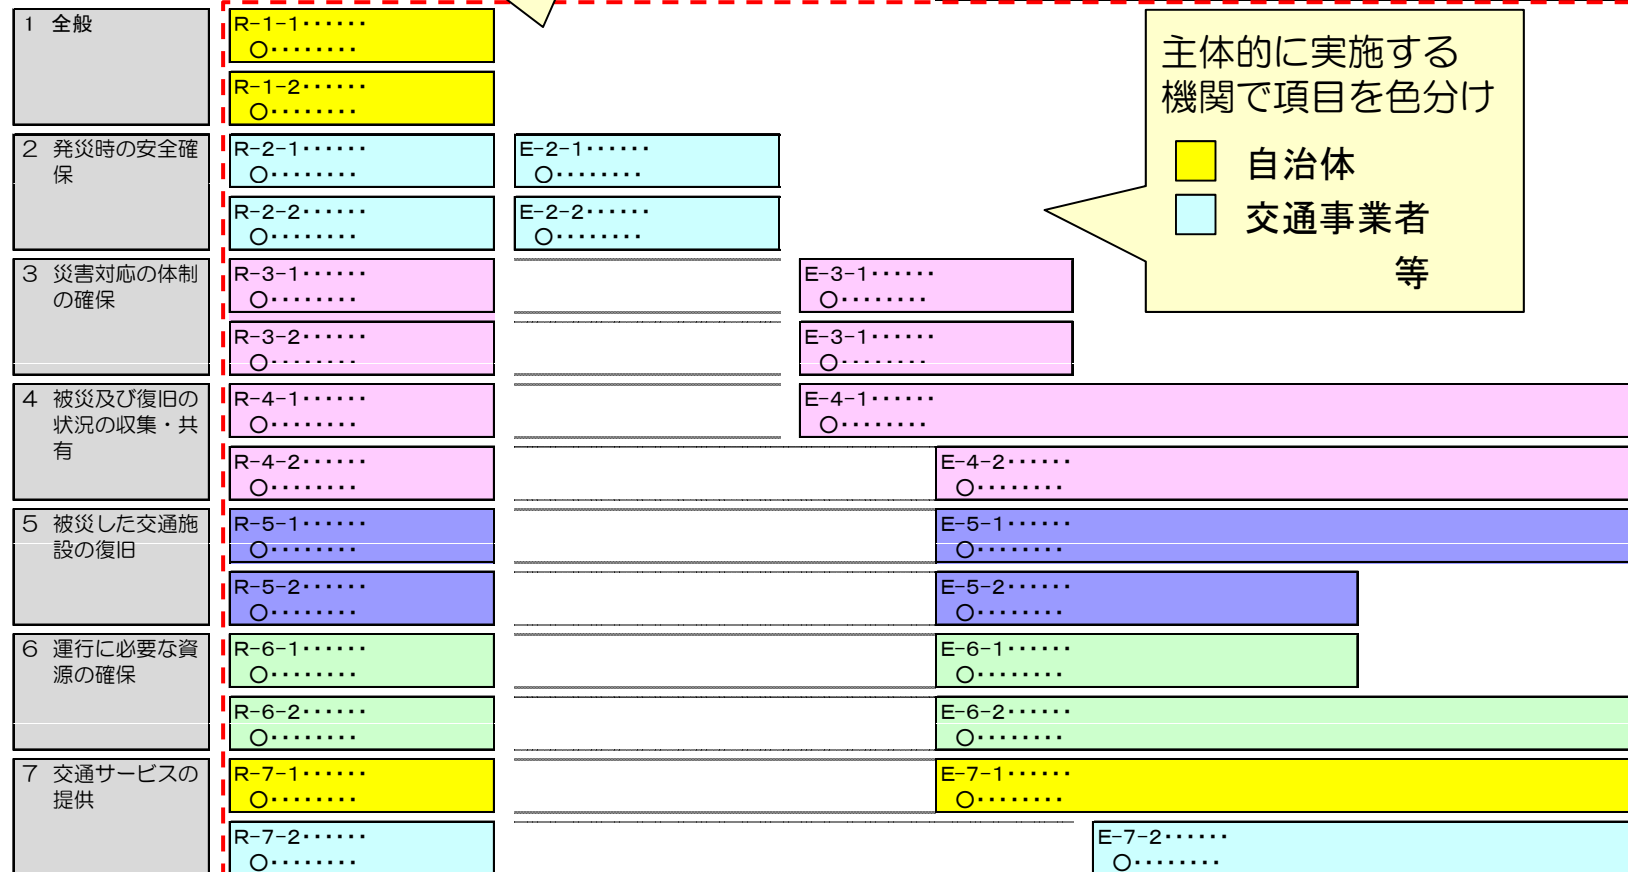 1 全般
R-1-1・・・・・・
○・・・・・・・・
R-1-2・・・・・・
○・・・・・・・・
主体的に実施する
機関で項目を色分け
自治体
交通事業者
等
2 発災時の安全確
保
R-2-1・・・・・・
○・・・・・・・・
E-2-1・・・・・・
○・・・・・・・・
R-2-2・・・・・・
○・・・・・・・・
E-2-2・・・・・・
○・・・・・・・・
3 災害対応の体制
の確保
R-3-1・・・・・・
○・・・・・・・・
E-3-1・・・・・・
○・・・・・・・・
R-3-2・・・・・・
○・・・・・・・・
E-3-1・・・・・・
○・・・・・・・・
4 被災及び復旧の
状況の収集・共
有
R-4-1・・・・・・
○・・・・・・・・
E-4-1・・・・・・
○・・・・・・・・
R-4-2・・・・・・
○・・・・・・・・
E-4-2・・・・・・
○・・・・・・・・
5 被災した交通施
設の復旧
R-5-1・・・・・・
○・・・・・・・・
E-5-1・・・・・・
○・・・・・・・・
R-5-2・・・・・・
○・・・・・・・・
E-5-2・・・・・・
○・・・・・・・・
6 運行に必要な資
源の確保
R-6-1・・・・・・
○・・・・・・・・
E-6-1・・・・・・
○・・・・・・・・
R-6-2・・・・・・
○・・・・・・・・
E-6-2・・・・・・
○・・・・・・・・
7 交通サービスの
提供
R-7-1・・・・・・
○・・・・・・・・
E-7-1・・・・・・
○・・・・・・・・
R-7-2・・・・・・
○・・・・・・・・
E-7-2・・・・・・
○・・・・・・・・